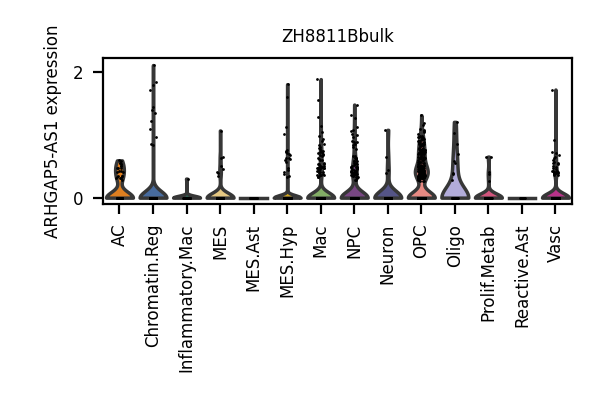 ZH8811Bbulk
ARHGAP5-AS1 expression
2
0
AC
Chromatin.Reg
Inflammatory.Mac
MES
MES.Ast
MES.Hyp
Mac
NPC
Neuron
OPC
Oligo
Prolif.Metab
Reactive.Ast
Vasc